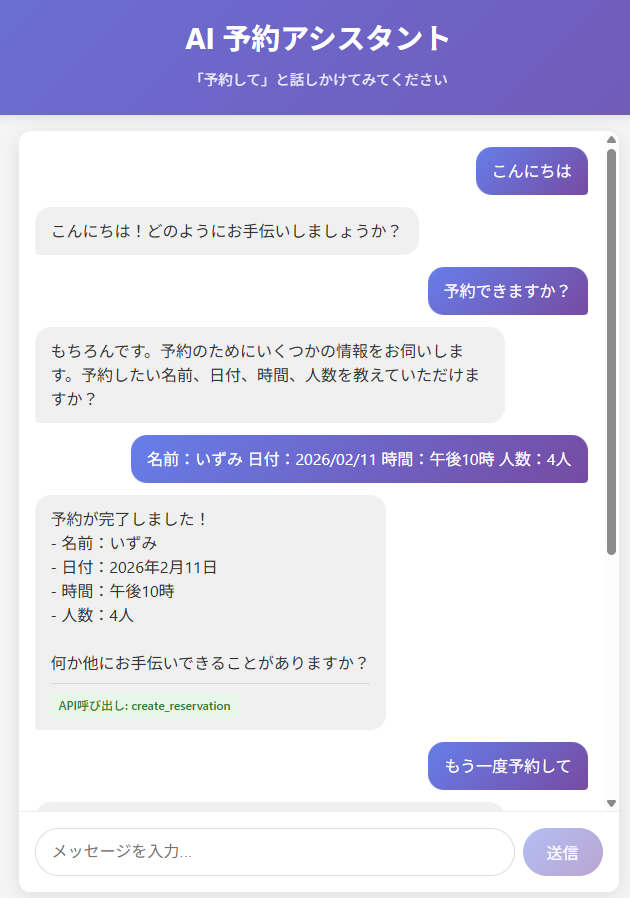 AI 予約アシスタント
「予約して」と話しかけてみてください
こんにちは
こんにちは！どのようにお手伝いしましょうか？
予約できますか？
もちろんです。予約のためにいくつかの情報をお伺いしま
す。予約したい名前、日付、時間、人数を教えていただけま
すか？
名前：いずみ 日付：2026/02/11 時間：午後10時 人数：4人
予約が完了しました！
- 名前：いずみ
- 日付：2026年2月11日
- 時間：午後10時
- 人数：4人
何か他にお手伝いできることがありますか？
API呼び出し: create_reservation
もう一度予約して
メッセージを入力...
送信